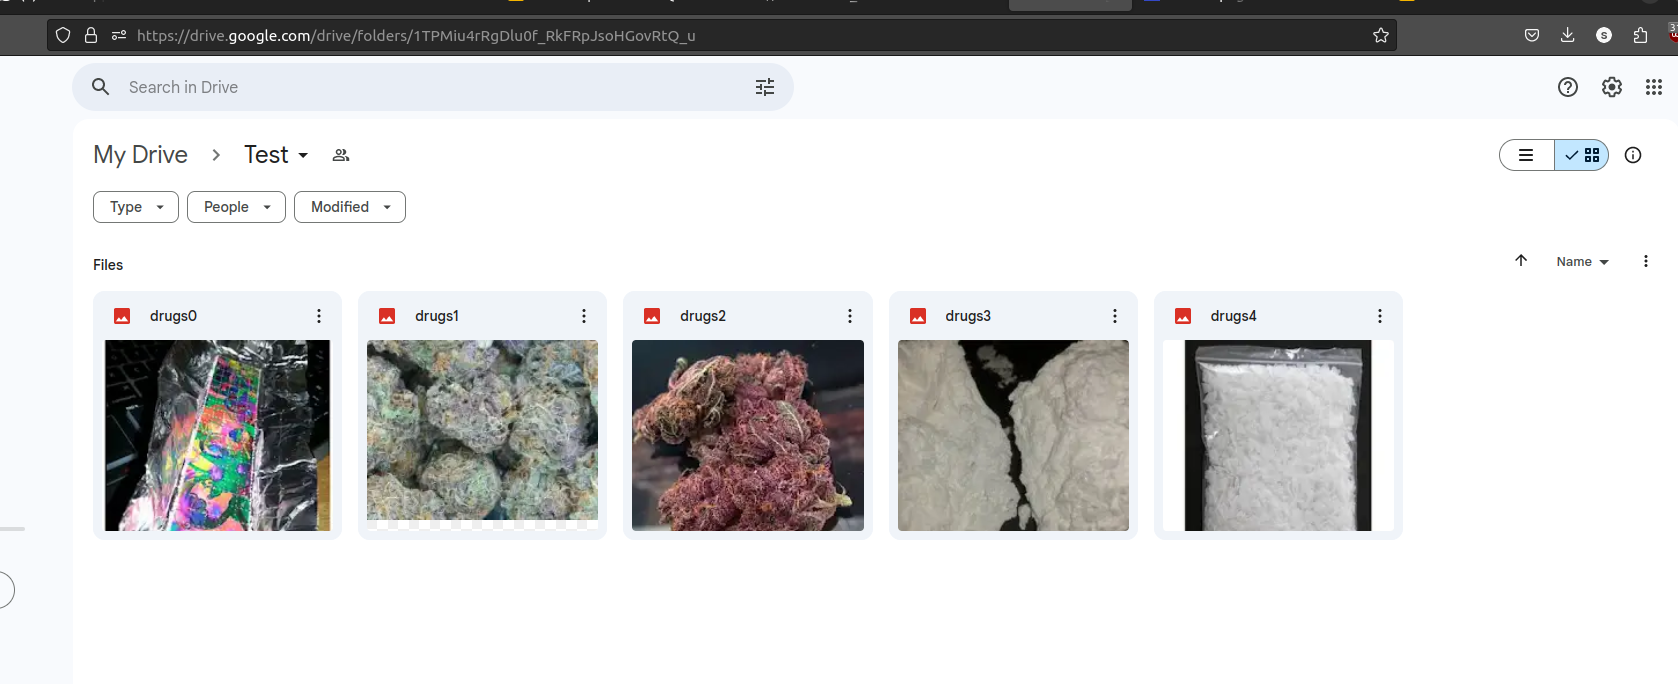 https://drive.google.com/drive/folders/1TPMiu4rRgDlu0f_RkFRpJsoHGovRtQ_u
S
Search in Drive
My Drive
Test
Type
People
Modified
Files
Name
drugs0
drugs1
drugs2
drugs3
drugs4